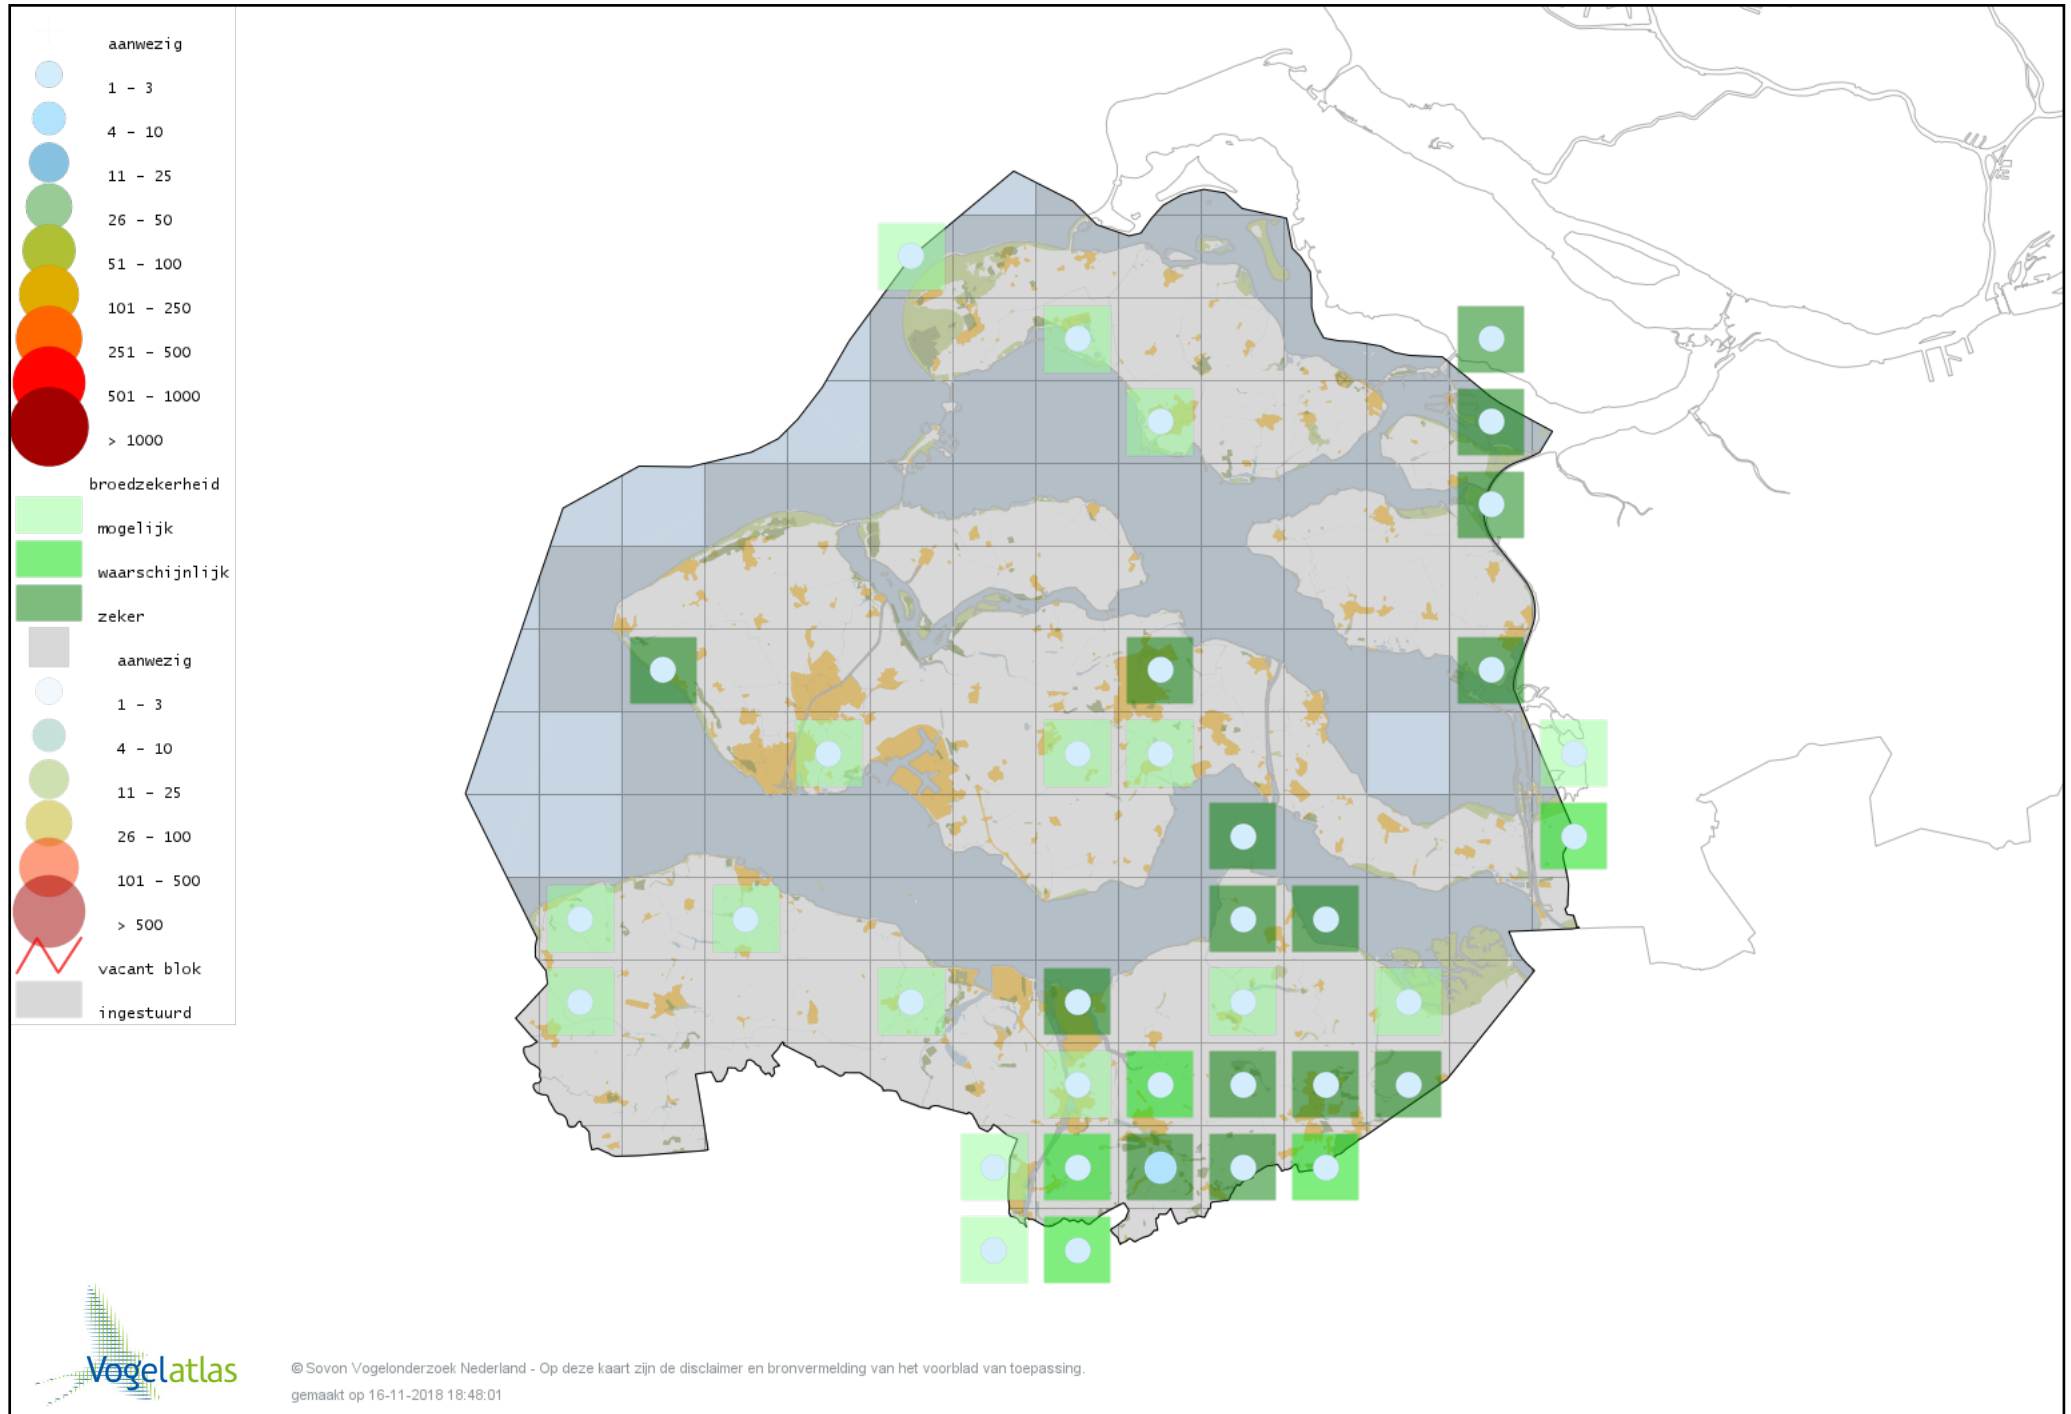 aanwezig
1 - 3
4 - 10
11 - 25
26 - 50
51 - 100
101 - 250
251 - 500
501 - 1000
> 1000
broedzekerheid
mogelijk
waarschijnlijk
zeker
aanwezig
1 - 3
4 - 10
11 - 25
26 - 100
101 - 500
> 500
vacant blok
ingestuurd
Vogelatlas
© Sovon Vogelonderzoek Nederland - Op deze kaart zijn de disclaimer en bronvermelding van het voorblad van toepassing.
gemaakt op 16-11-2018 18:48:01